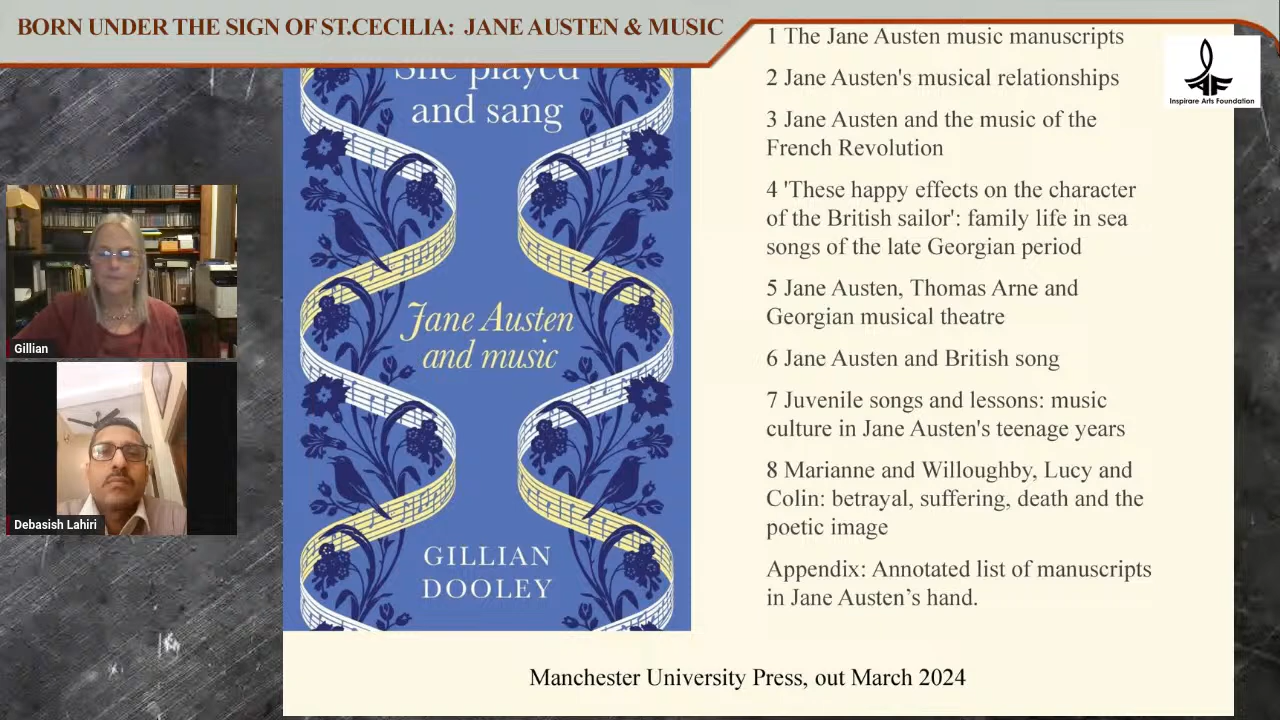 BORN UNDER THE SIGN OF ST.CECILIA: JANE AUSTEN & MUSIC
Inspirare Arts Foundation
Gillian
Debasish Lahiri
She played
and sang
Jane Austen
and music
GILLIAN
DOOLEY
1 The Jane Austen music manuscripts
2 Jane Austen's musical relationships
3 Jane Austen and the music of the
French Revolution
4 'These happy effects on the character
of the British sailor': family life in sea
songs of the late Georgian period
5 Jane Austen, Thomas Arne and
Georgian musical theatre
6 Jane Austen and British song
7 Juvenile songs and lessons: music
culture in Jane Austen's teenage years
8 Marianne and Willoughby, Lucy and
Colin: betrayal, suffering, death and the
poetic image
Appendix: Annotated list of manuscripts
in Jane Austen’s hand.
Manchester University Press, out March 2024